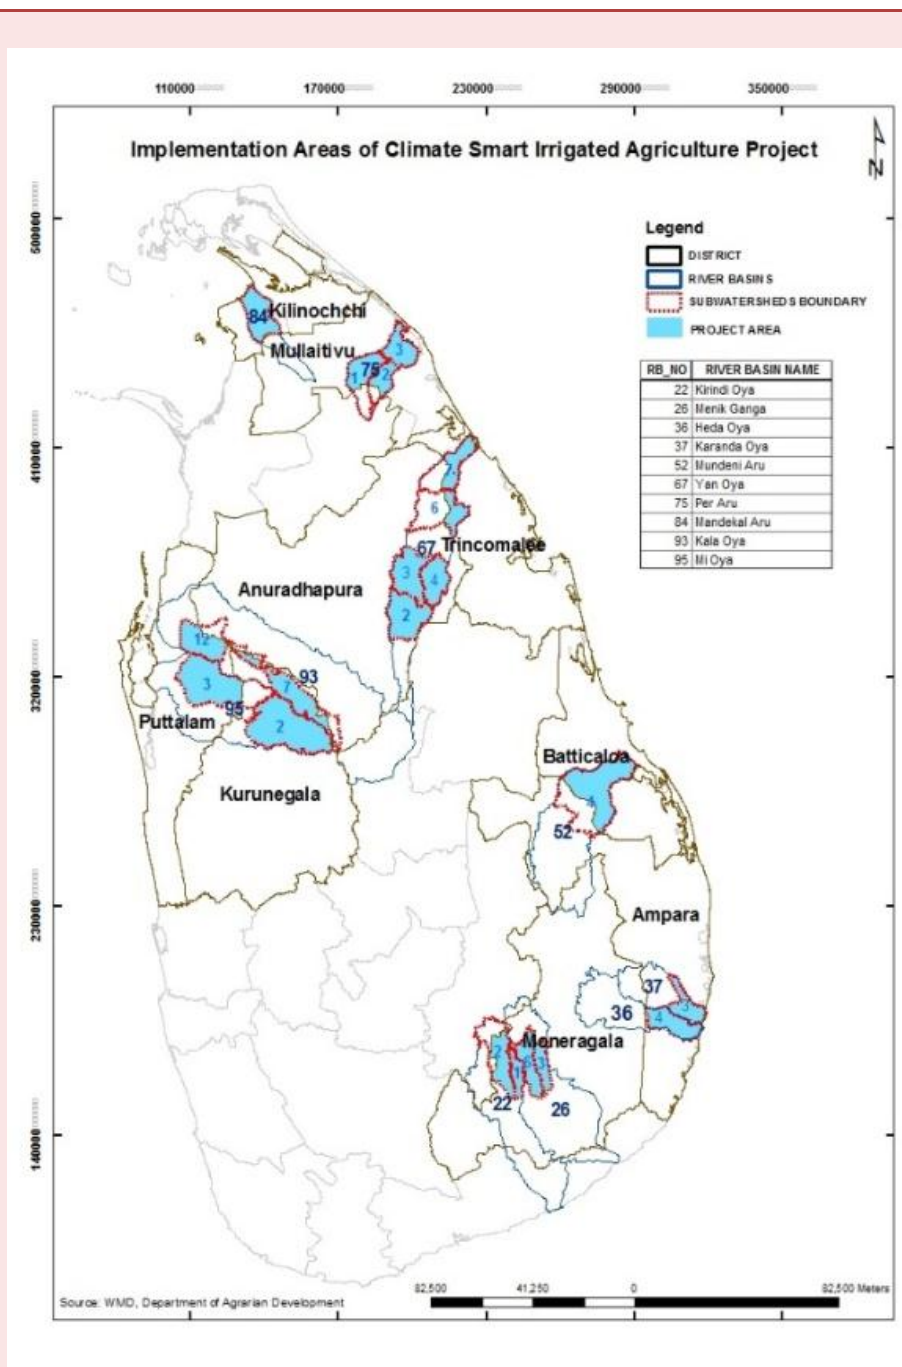 110000 170000 230000 290000 350000
Implementation Areas of Climate Smart Irrigated Agriculture Project
N
500000
410000
320000
230000
140000
Legend
DISTRICT
RIVER BASINS
SUBWATERSHEDS BOUNDARY
PROJECT AREA
RB_NO RIVER BASIN NAME
22 Kirindi Oya
26 Menik Ganga
36 Heda Oya
37 Karanda Oya
52 Mundeni Aru
67 Yan Oya
75 Per Aru
84 Mandekal Aru
93 Kala Oya
95 Mi Oya
84 Kilinochchi
Mullaitivu
3
75
1 2
7
6
67 Trincomalee
3
4
2
Anuradhapura
12
93
3
7
95
Puttalam
2
Kurunegala
Batticaloa
4
52
Ampara
37
3
36
4
Moneragala
2
1
3
22
26
82,500 41,250 0 82,500 Meters
Source: WMD, Department of Agrarian Development